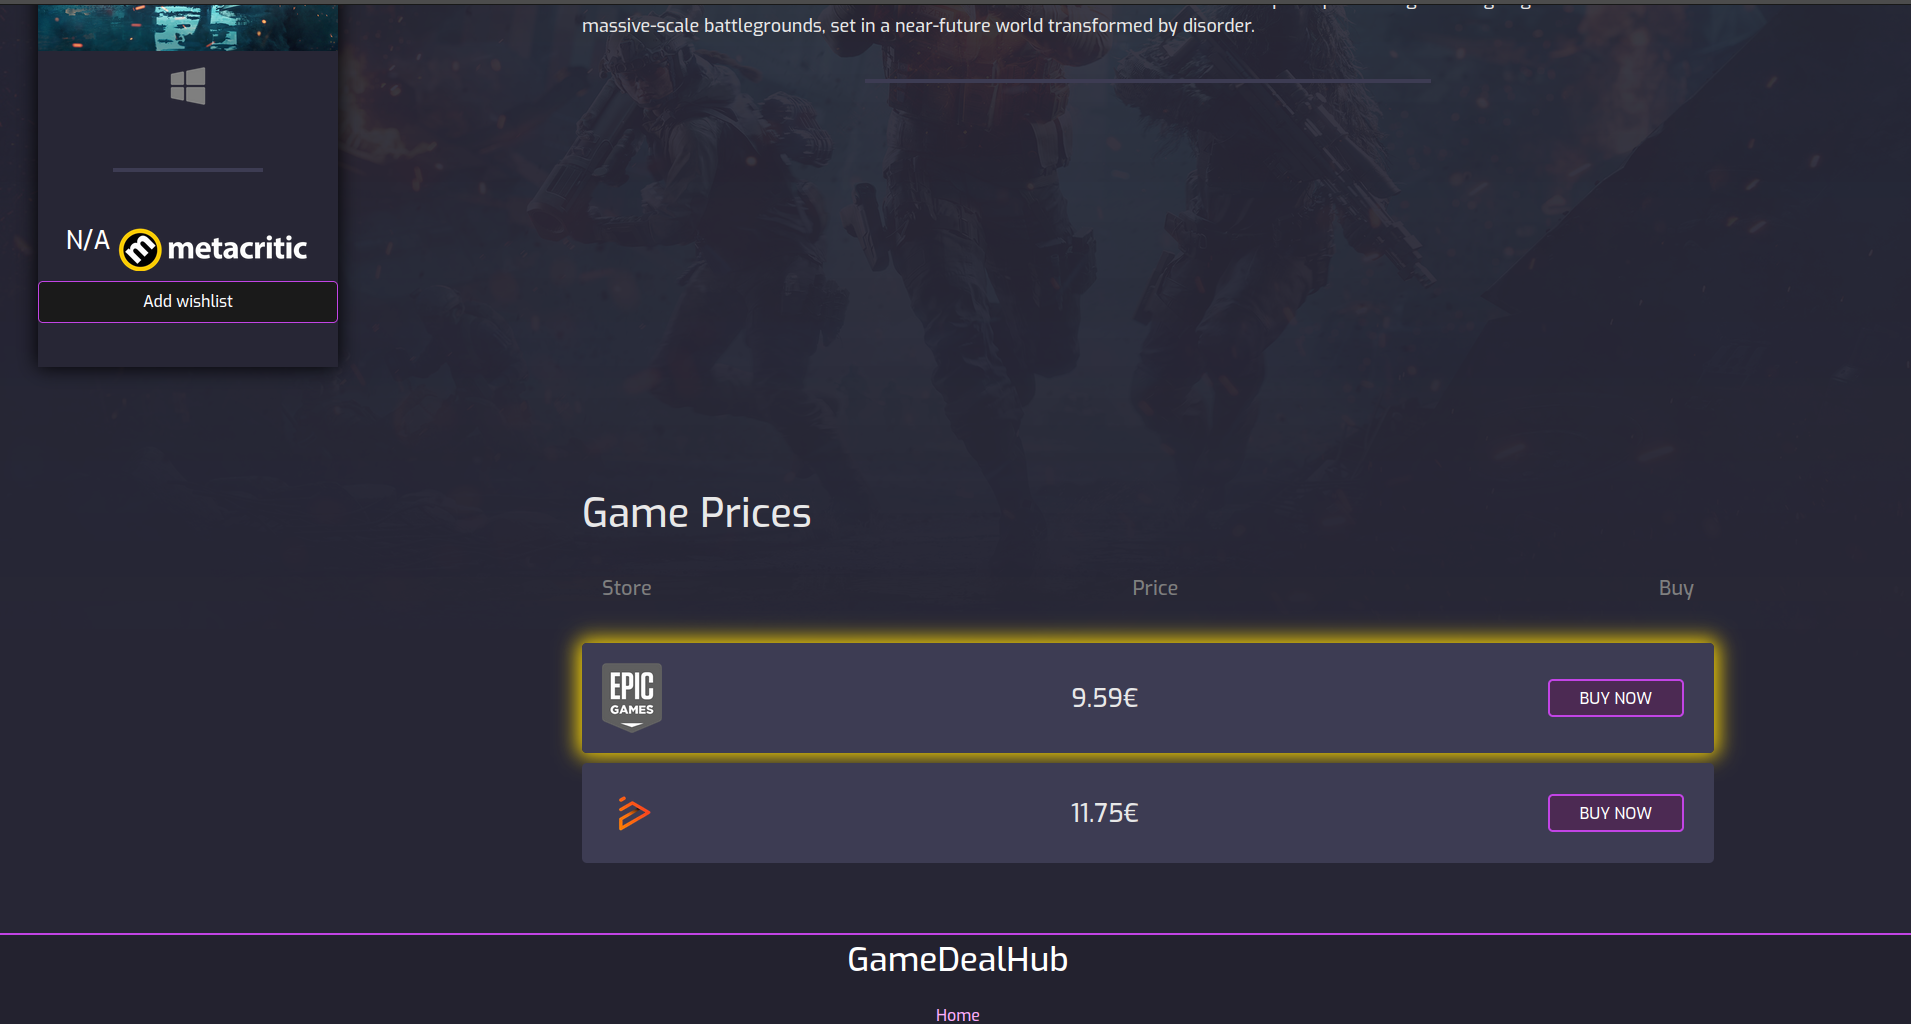 massive-scale battlegrounds, set in a near-future world transformed by disorder.
N/A metacritic
Add wishlist
Game Prices
Store Price Buy
EPIC
GAMES
9.59€ BUY NOW
11.75€ BUY NOW
GameDealHub
Home